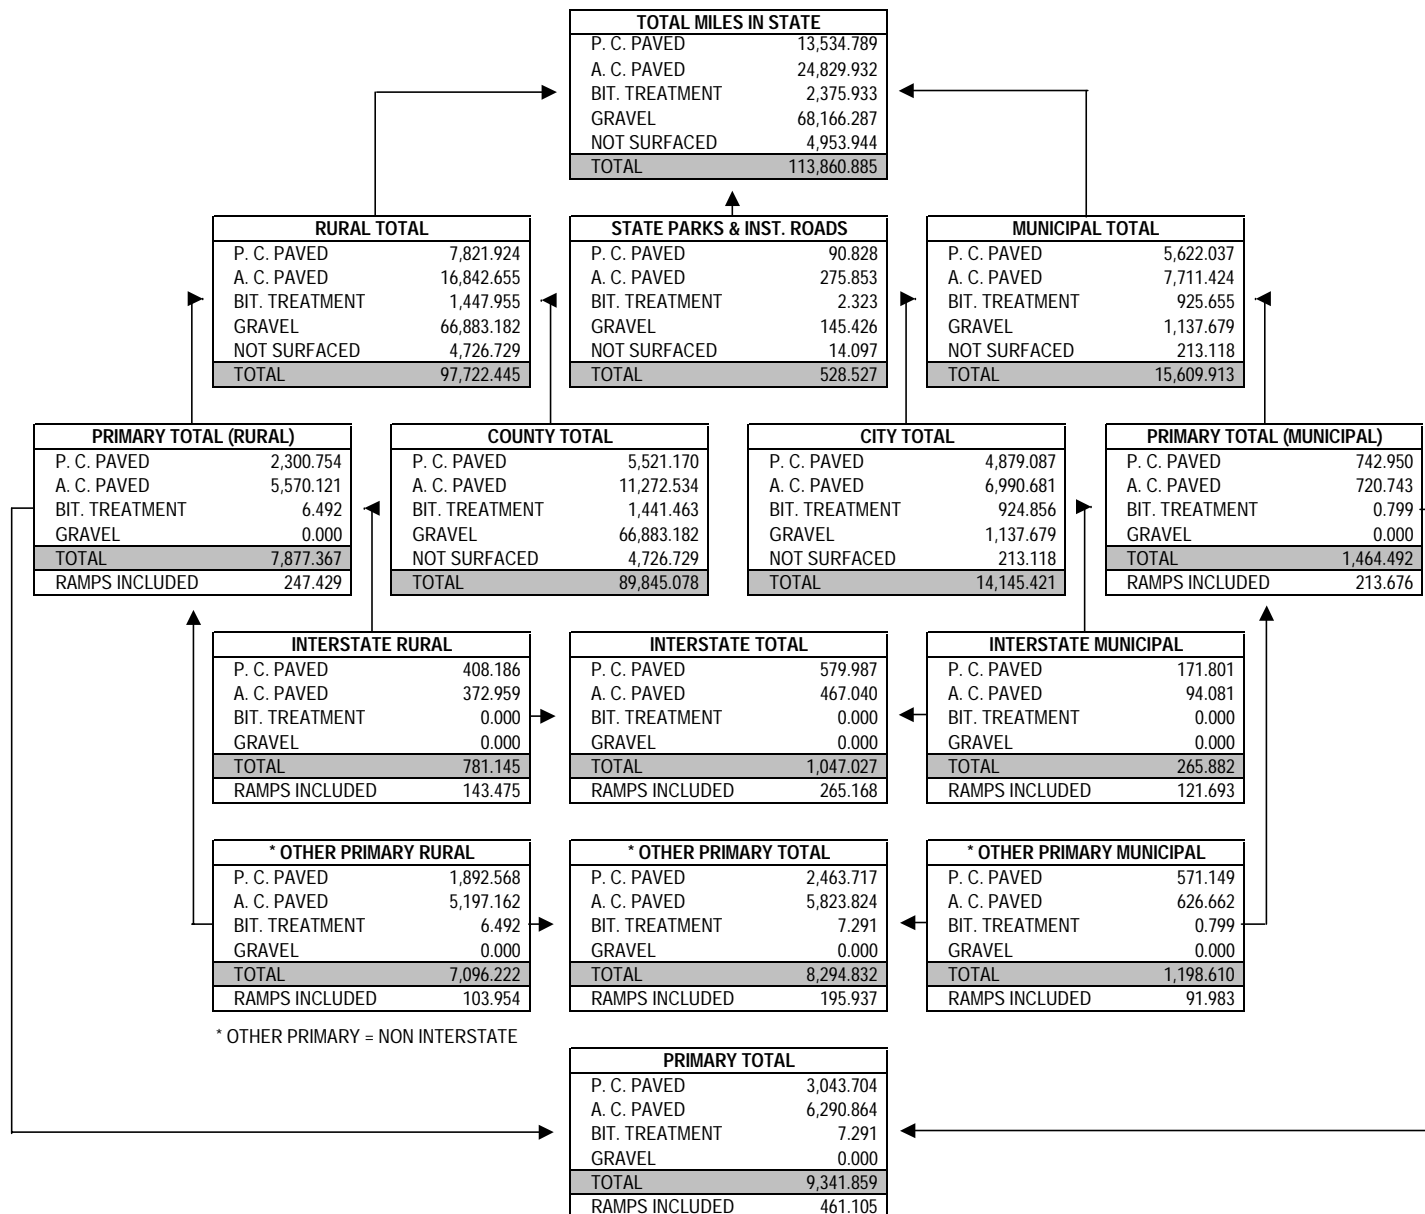 TOTAL MILES IN STATE
P. C. PAVED 13,534.789
A. C. PAVED 24,829.932
BIT. TREATMENT 2,375.933
GRAVEL 68,166.287
NOT SURFACED 4,953.944
TOTAL 113,860.885
RURAL TOTAL
P. C. PAVED 7,821.924
A. C. PAVED 16,842.655
BIT. TREATMENT 1,447.955
GRAVEL 66,883.182
NOT SURFACED 4,726.729
TOTAL 97,722.445
STATE PARKS & INST. ROADS
P. C. PAVED 90.828
A. C. PAVED 275.853
BIT. TREATMENT 2.323
GRAVEL 145.426
NOT SURFACED 14.097
TOTAL 528.527
MUNICIPAL TOTAL
P. C. PAVED 5,622.037
A. C. PAVED 7,711.424
BIT. TREATMENT 925.655
GRAVEL 1,137.679
NOT SURFACED 213.118
TOTAL 15,609.913
PRIMARY TOTAL (RURAL)
P. C. PAVED 2,300.754
A. C. PAVED 5,570.121
BIT. TREATMENT 6.492
GRAVEL 0.000
TOTAL 7,877.367
RAMPS INCLUDED 247.429
COUNTY TOTAL
P. C. PAVED 5,521.170
A. C. PAVED 11,272.534
BIT. TREATMENT 1,441.463
GRAVEL 66,883.182
NOT SURFACED 4,726.729
TOTAL 89,845.078
CITY TOTAL
P. C. PAVED 4,879.087
A. C. PAVED 6,990.681
BIT. TREATMENT 924.856
GRAVEL 1,137.679
NOT SURFACED 213.118
TOTAL 14,145.421
PRIMARY TOTAL (MUNICIPAL)
P. C. PAVED 742.950
A. C. PAVED 720.743
BIT. TREATMENT 0.799
GRAVEL 0.000
TOTAL 1,464.492
RAMPS INCLUDED 213.676
INTERSTATE RURAL
P. C. PAVED 408.186
A. C. PAVED 372.959
BIT. TREATMENT 0.000
GRAVEL 0.000
TOTAL 781.145
RAMPS INCLUDED 143.475
INTERSTATE TOTAL
P. C. PAVED 579.987
A. C. PAVED 467.040
BIT. TREATMENT 0.000
GRAVEL 0.000
TOTAL 1,047.027
RAMPS INCLUDED 265.168
INTERSTATE MUNICIPAL
P. C. PAVED 171.801
A. C. PAVED 94.081
BIT. TREATMENT 0.000
GRAVEL 0.000
TOTAL 265.882
RAMPS INCLUDED 121.693
* OTHER PRIMARY RURAL
P. C. PAVED 1,892.568
A. C. PAVED 5,197.162
BIT. TREATMENT 6.492
GRAVEL 0.000
TOTAL 7,096.222
RAMPS INCLUDED 103.954
* OTHER PRIMARY TOTAL
P. C. PAVED 2,463.717
A. C. PAVED 5,823.824
BIT. TREATMENT 7.291
GRAVEL 0.000
TOTAL 8,294.832
RAMPS INCLUDED 195.937
* OTHER PRIMARY MUNICIPAL
P. C. PAVED 571.149
A. C. PAVED 626.662
BIT. TREATMENT 0.799
GRAVEL 0.000
TOTAL 1,198.610
RAMPS INCLUDED 91.983
* OTHER PRIMARY = NON INTERSTATE
PRIMARY TOTAL
P. C. PAVED 3,043.704
A. C. PAVED 6,290.864
BIT. TREATMENT 7.291
GRAVEL 0.000
TOTAL 9,341.859
RAMPS INCLUDED 461.105